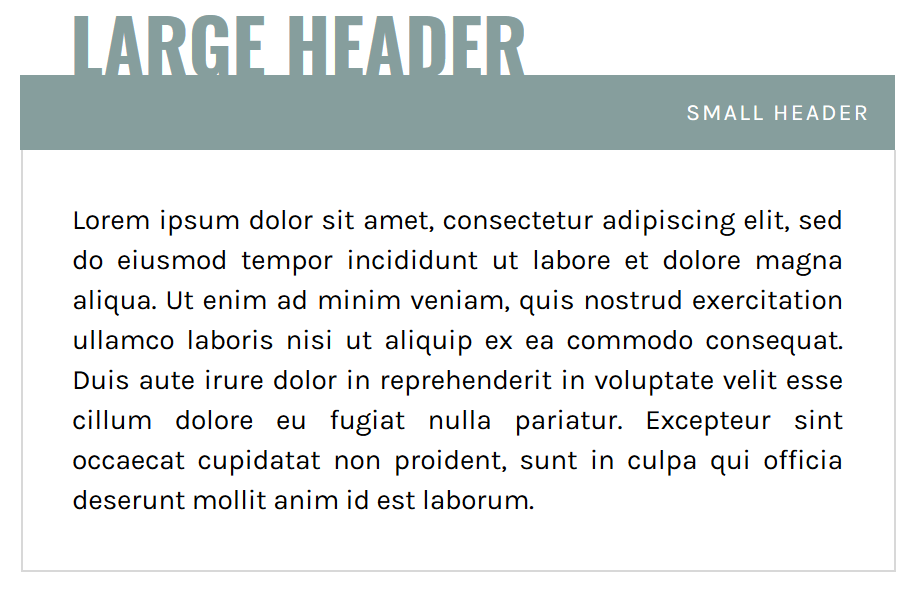 LARGE HEADER
SMALL HEADER
Lorem ipsum dolor sit amet, consectetur adipiscing elit, sed
do eiusmod tempor incididunt ut labore et dolore magna
aliqua. Ut enim ad minim veniam, quis nostrud exercitation
ullamco laboris nisi ut aliquip ex ea commodo consequat.
Duis aute irure dolor in reprehenderit in voluptate velit esse
cillum dolore eu fugiat nulla pariatur. Excepteur sint
occaecat cupidatat non proident, sunt in culpa qui officia
deserunt mollit anim id est laborum.